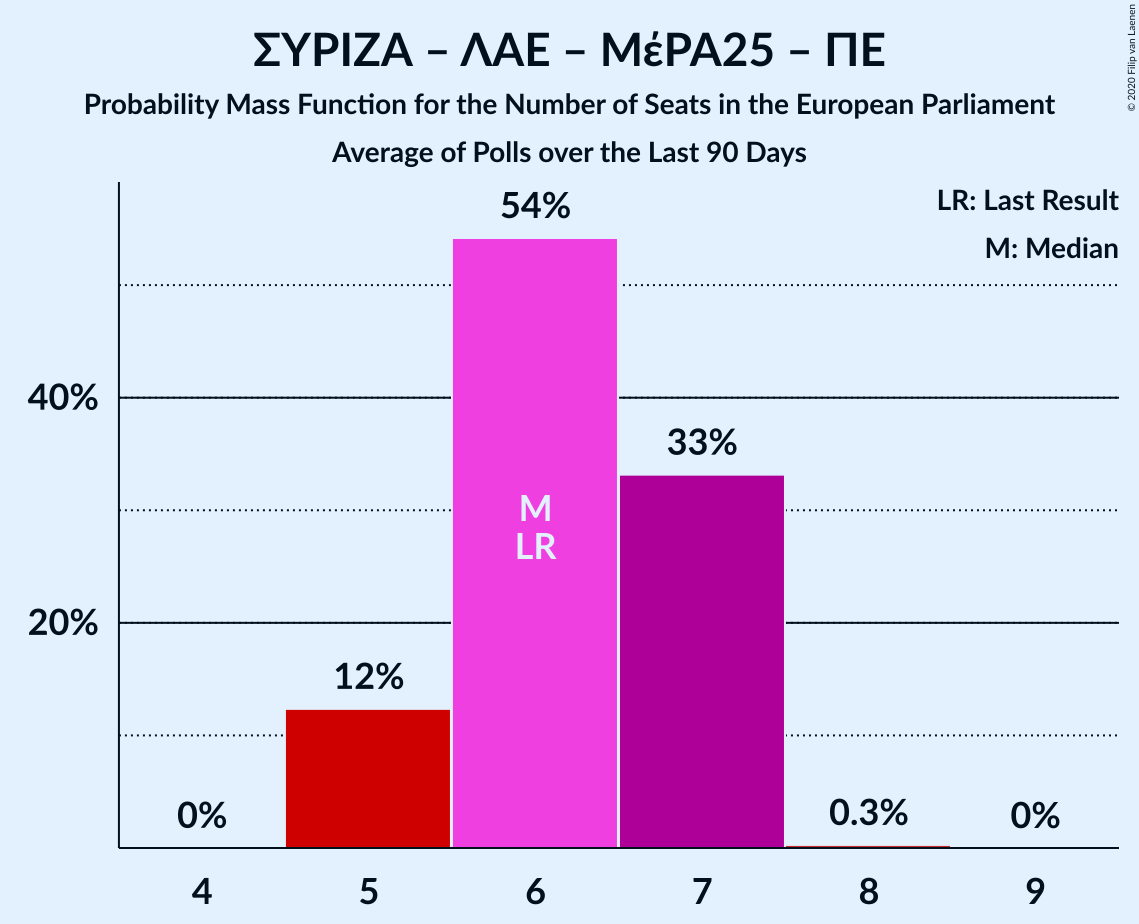 ΣΥΡΙΖΑ – ΛΑΕ – ΜέΡΑ25 – ΠΕ
Probability Mass Function for the Number of Seats in the European Parliament
Average of Polls over the Last 90 Days
© 2020 Filip van Laenen
LR: Last Result
M: Median
54%
40%
33%
M
LR
20%
12%
0%
0.3%
0%
4 5 6 7 8 9